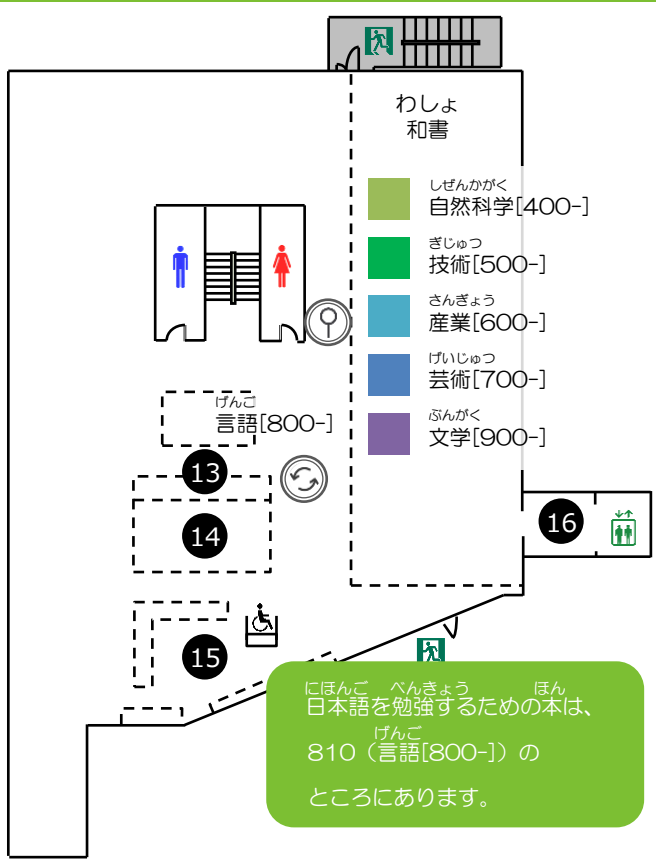 わしょ
和書
しぜんかがく
自然科学[400-]
ぎじゅつ
技術[500-]
さんぎょう
産業[600-]
げいじゅつ
芸術[700-]
ぶんがく
文学[900-]
げんご
言語[800-]
13
14
15
16
にほんご べんきょう ほん
日本語を勉強するための本は、
げんご
810（言語[800-]）の
ところにあります。